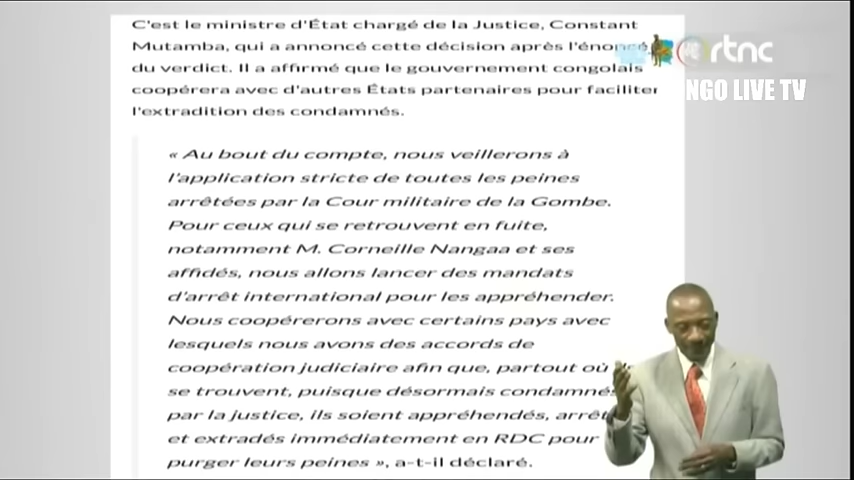 C'est le ministre d'État chargé de la Justice, Constant
Mutamba, qui a annoncé cette décision après l'énoncé
du verdict. Il a affirmé que le gouvernement congolais
coopérera avec d'autres États partenaires pour faciliter
l'extradition des condamnés.
« Au bout du compte, nous veillerons à
l'application stricte de toutes les peines
arrêtées par la Cour militaire de la Gombe.
Pour ceux qui se retrouvent en fuite,
notamment M. Corneille Nangaa et ses
affidés, nous allons lancer des mandats
d'arrêt international pour les appréhender.
Nous coopérerons avec certains pays avec
lesquels nous avons des accords de
coopération judiciaire afin que, partout où
se trouvent, puisque désormais condamnés
par la justice, ils soient appréhendés, arrêt
et extradés immédiatement en RDC pour
purger leurs peines », a-t-il déclaré.
rtnc
NGO LIVE TV